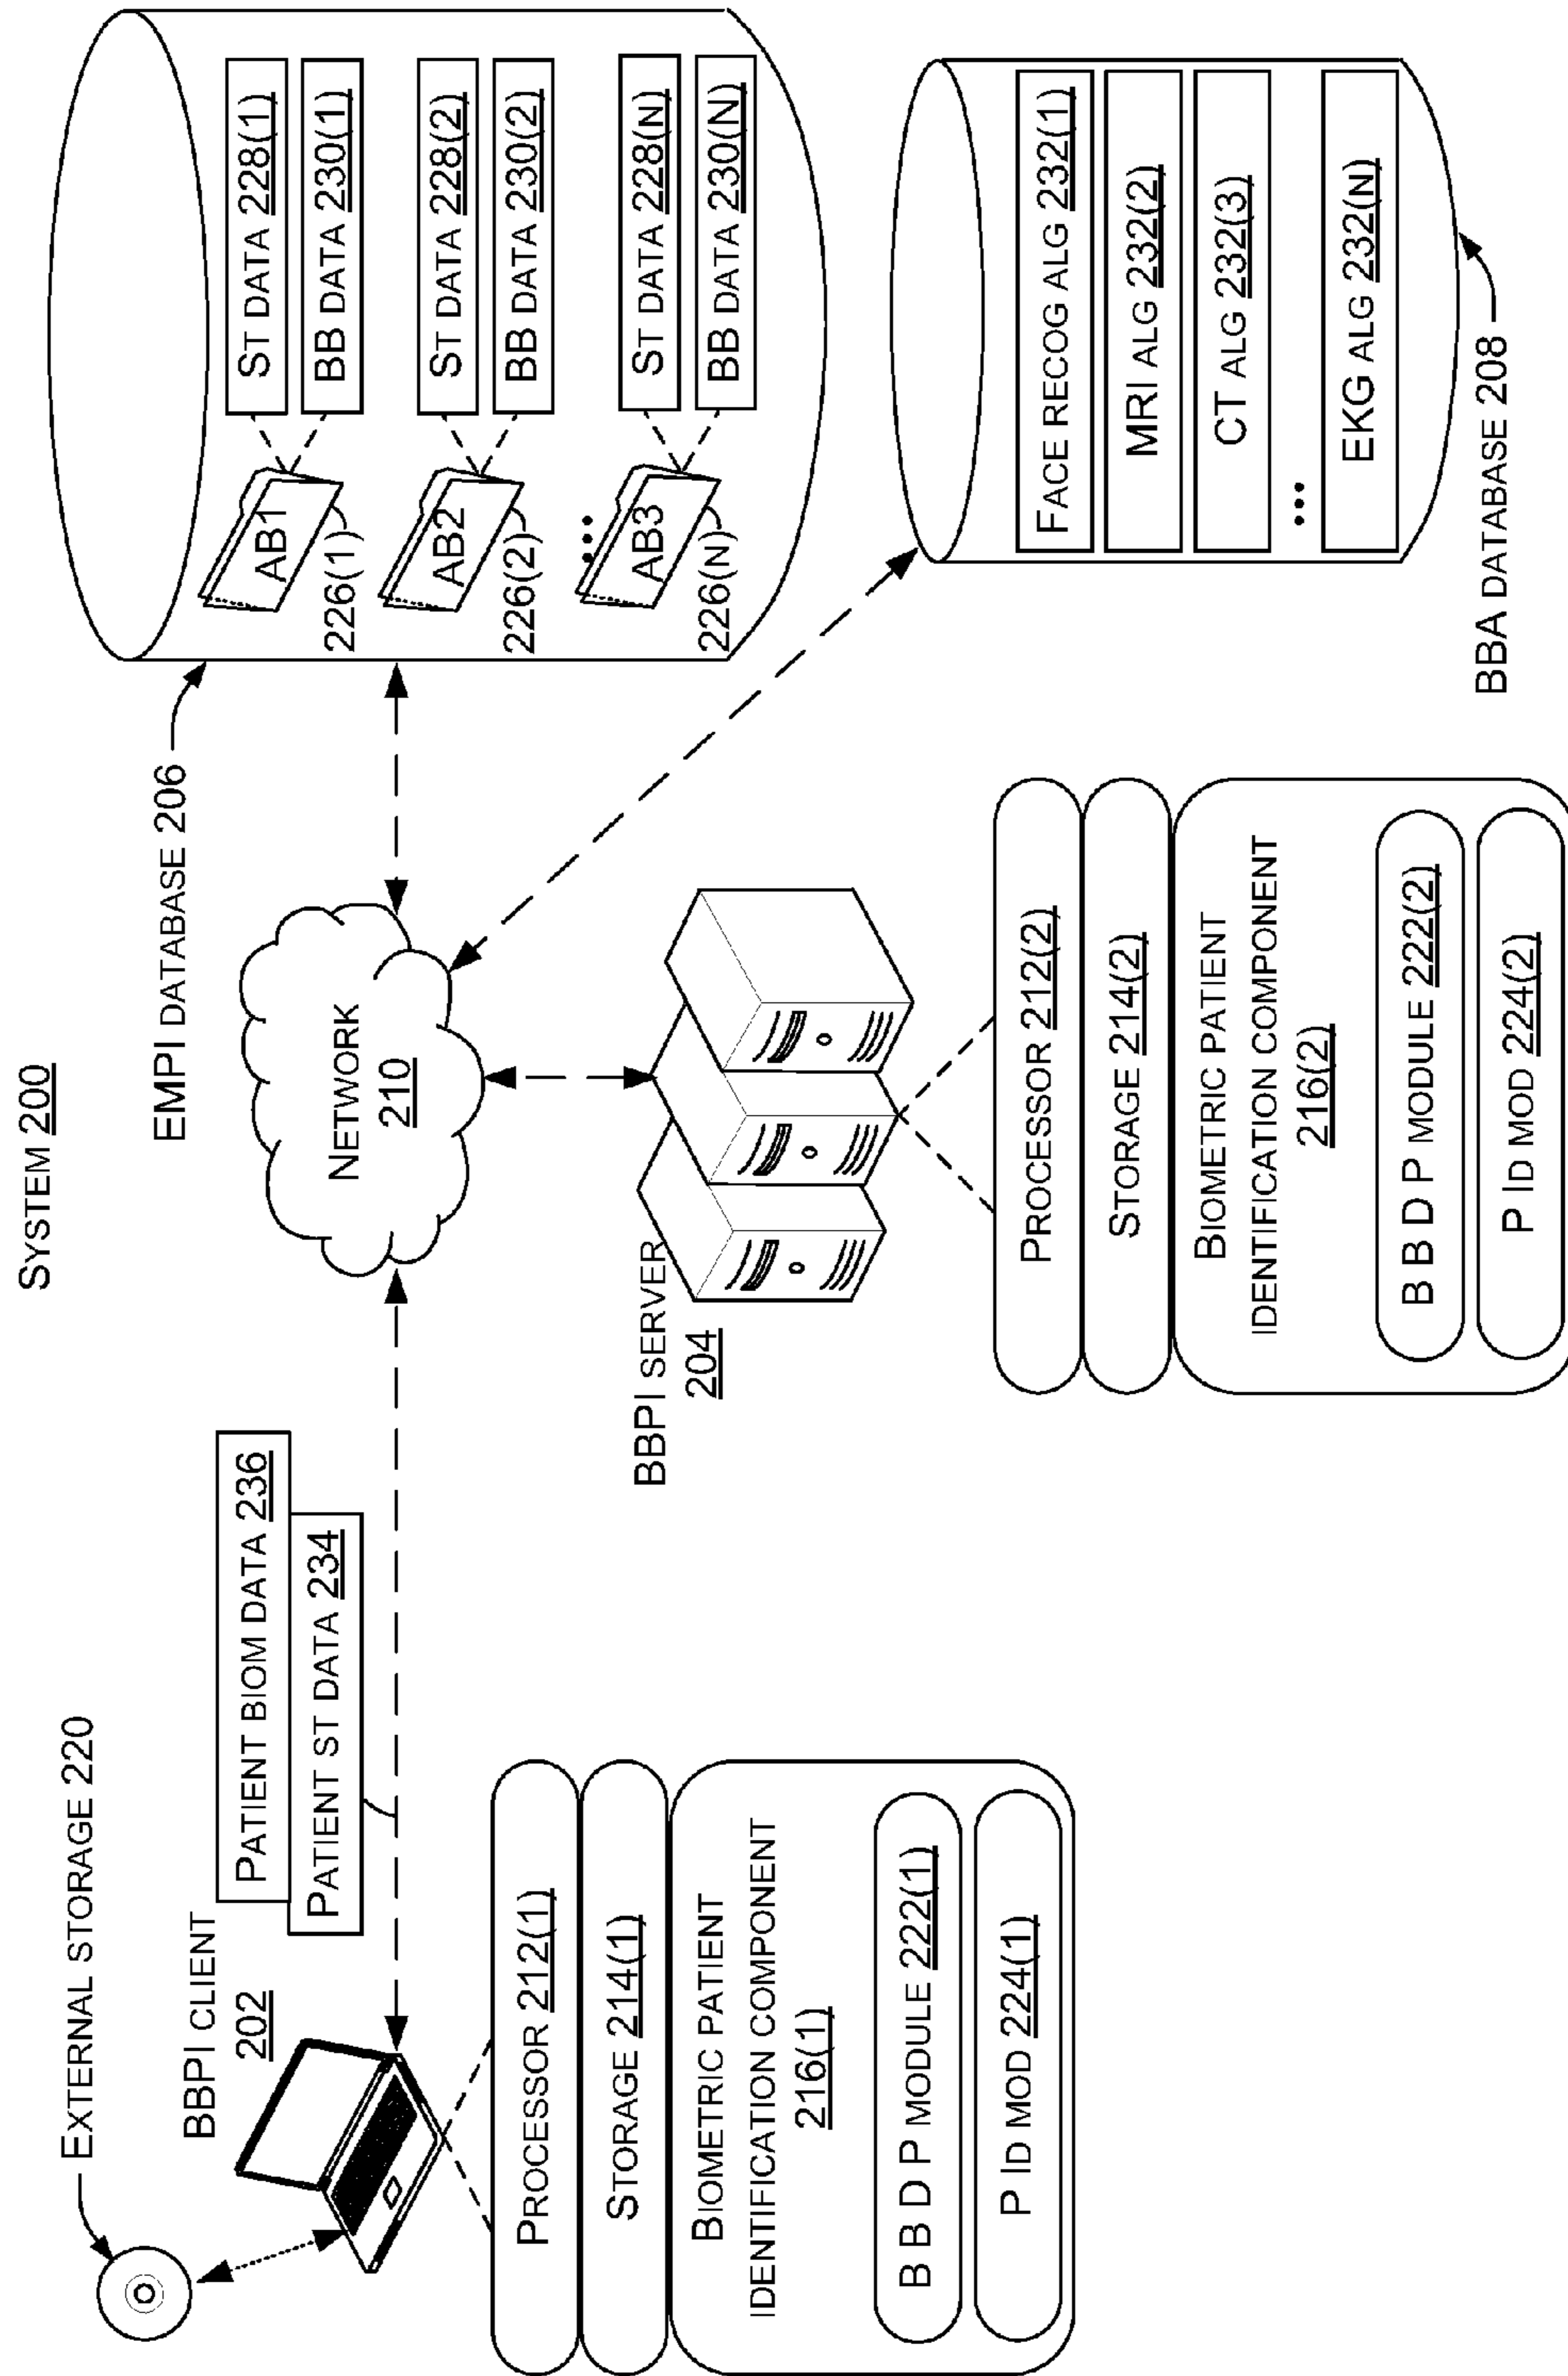 SYSTEM 200
EXTERNAL STORAGE 220
BBPI CLIENT
202
PATIENT BIOM DATA 236
PATIENT ST DATA 234
PROCESSOR 212(1)
STORAGE 214(1)
BIOMETRIC PATIENT
IDENTIFICATION COMPONENT
216(1)
B B D P MODULE 222(1)
P ID MOD 224(1)
NETWORK
210
BBPI SERVER
204
PROCESSOR 212(2)
STORAGE 214(2)
BIOMETRIC PATIENT
IDENTIFICATION COMPONENT
216(2)
B B D P MODULE 222(2)
P ID MOD 224(2)
EMPI DATABASE 206
AB1
226(1)
ST DATA 228(1)
BB DATA 230(1)
AB2
226(2)
ST DATA 228(2)
BB DATA 230(2)
•••
AB3
226(N)
ST DATA 228(N)
BB DATA 230(N)
FACE RECOG ALG 232(1)
MRI ALG 232(2)
CT ALG 232(3)
•••
EKG ALG 232(N)
BBA DATABASE 208